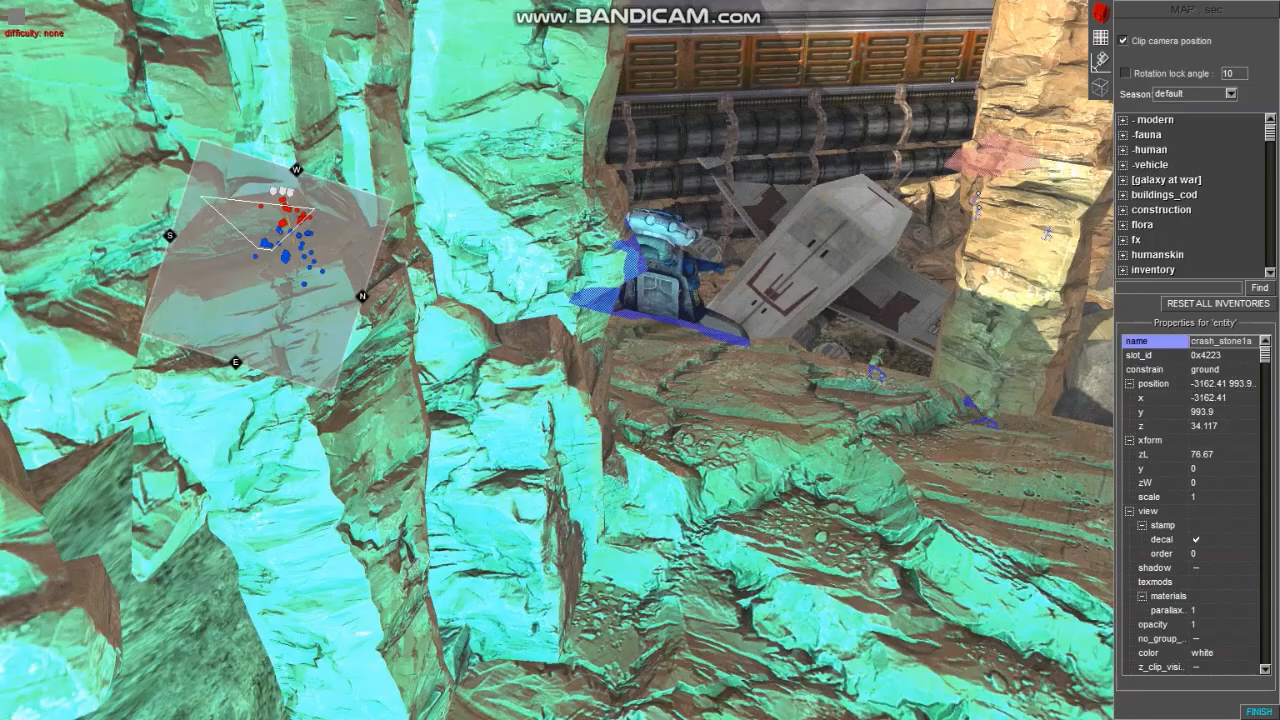 www.BANDICAM.com
difficulty: none
W
S
N
E
MAP.. sec
Clip camera position
Rotation lock angle : 10
Season: default
- modern
-fauna
-human
-vehicle
[galaxy at war]
buildings_cod
construction
flora
fx
humanskin
inventory
Find
RESET ALL INVENTORIES
Properties for 'entity'
name crash_stone1a
slot_id 0x4223
constrain ground
position -3162.41 993.9..
x -3162.41
y 993.9
z 34.117
xform
zL 76.67
y 0
zW 0
scale 1
view
stamp
decal
order 0
shadow
texmods
materials
parallax.. 1
opacity 1
no_group_..
color white
z_clip_visi..
FINISH